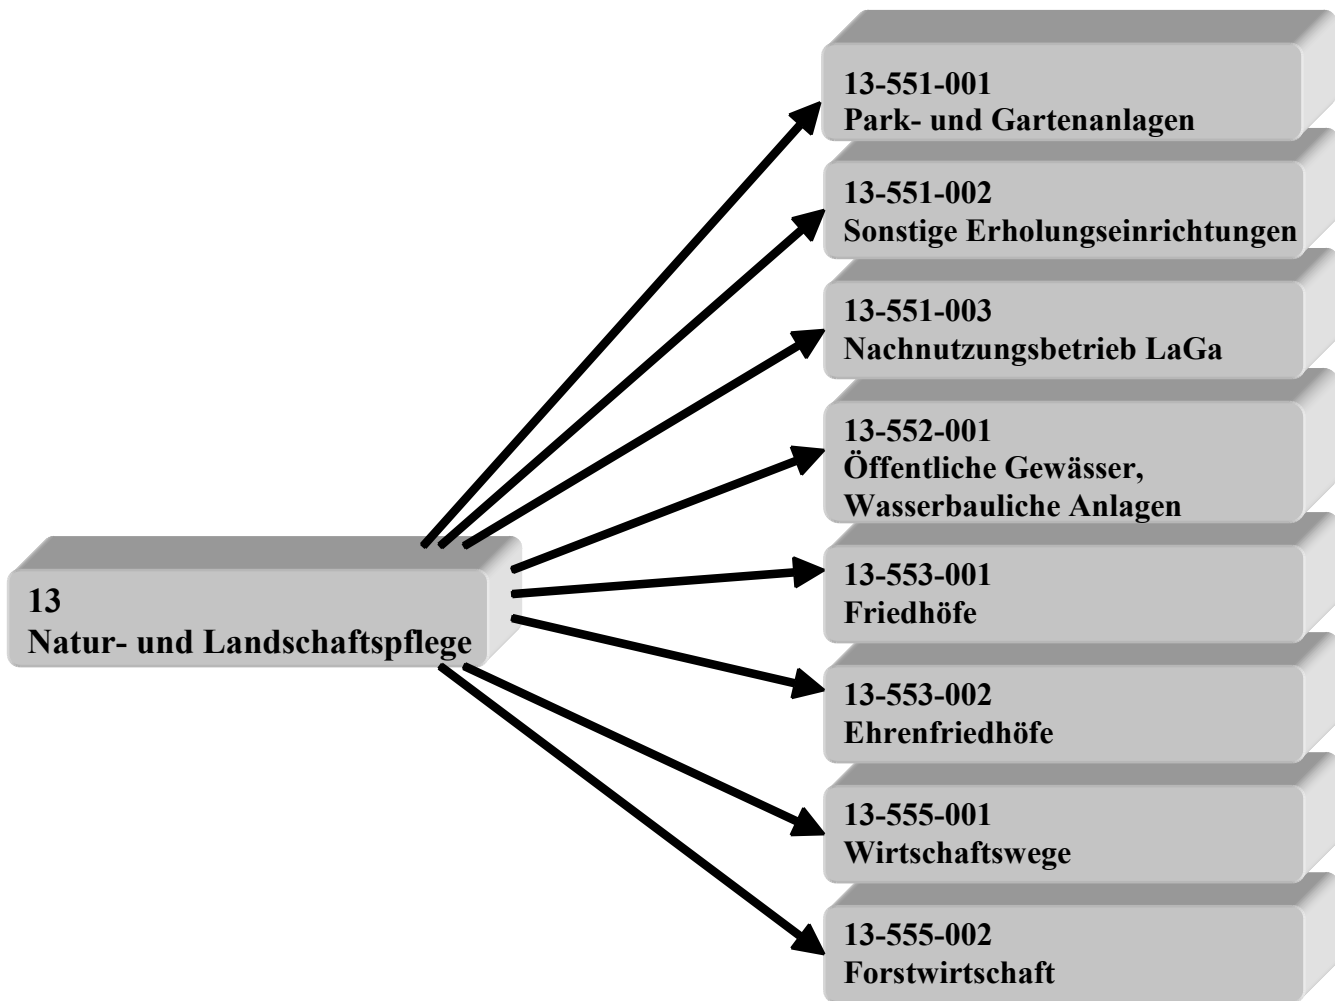 13-551-001
Park- und Gartenanlagen
13-551-002
Sonstige Erholungseinrichtungen
13-551-003
Nachnutzungsbetrieb LaGa
13-552-001
Öffentliche Gewässer,
Wasserbauliche Anlagen
13
Natur- und Landschaftspflege
13-553-001
Friedhöfe
13-553-002
Ehrenfriedhöfe
13-555-001
Wirtschaftswege
13-555-002
Forstwirtschaft